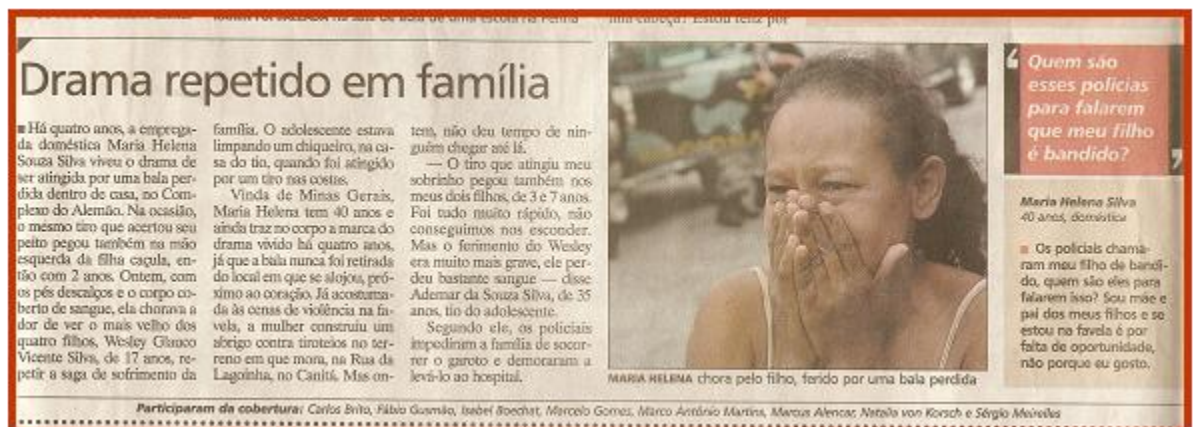 Drama repetido em família
■ Há quatro anos, a emprega-
da doméstica Maria Helena
Souza Silva viveu o drama de
ser atingida por uma bala per-
dida dentro de casa, no Com-
plexo do Alemão. Na ocasião,
o mesmo tiro que acertou seu
peito pegou também na mão
esquerda da filha caçula, en-
tão com 2 anos. Ontem, com
os pés descalços e o corpo co-
berto de sangue, ela chorava a
dor de ver o mais velho dos
quatro filhos, Wesley Glauco
Vicente Silva, de 17 anos, re-
petir a saga de sofrimento da
família. O adolescente estava
limpando um chiqueiro, na ca-
sa do tio, quando foi atingido
por um tiro nas costas.
Vinda de Minas Gerais,
Maria Helena tem 40 anos e
ainda traz no corpo a marca do
drama vivido há quatro anos,
já que a bala nunca foi retirada
do local em que se alojou, pró-
ximo ao coração. Já acostuma-
da às cenas de violência na fa-
vela, a mulher construiu um
abrigo contra tiroteios no ter-
reno em que mora, na Rua da
Lagoinha, no Canitá. Mas on-
tem, não deu tempo de nin-
guém chegar até lá.
— O tiro que atingiu meu
sobrinho pegou também nos
meus dois filhos, de 3 e 7 anos.
Foi tudo muito rápido, não
conseguimos nos esconder.
Mas o ferimento do Wesley
era muito mais grave, ele per-
deu bastante sangue — disse
Ademar da Souza Silva, de 35
anos, tio do adolescente.
Segundo ele, os policiais
impediram a família de socor-
rer o garoto e demoraram a
levá-lo ao hospital.
MARIA HELENA chora pelo filho, ferido por uma bala perdida
‘ Quem são
esses policias
para falarem
que meu filho
é bandido? ’
Maria Helena Silva
40 anos, doméstica
■ Os policiais chama-
ram meu filho de bandi-
do, quem são eles para
falarem isso? Sou mãe e
pai dos meus filhos e se
estou na favela é por
falta de oportunidade,
não porque eu gosto.
Participaram da cobertura: Carlos Brito, Fábio Gusmão, Isabel Boechat, Marcelo Gomes, Marco Antônio Martins, Marcus Alencar, Natalia von Korsch e Sérgio Meirelles